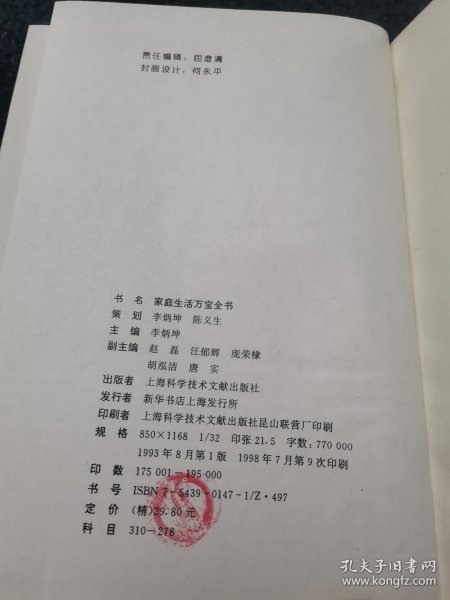 责任编辑：屈澄清
封面设计：何永平
书 名 家庭生活万宝全书
策 划 李炳坤 陈义生
主 编 李炳坤
副主编 赵 磊 汪郁辉 庞荣棣
胡泓洁 唐 实
出版者 上海科学技术文献出版社
发行者 新华书店上海发行所
印刷者 上海科学技术文献出版社昆山联营厂印刷
规 格 850×1168 1/32 印张 21.5 字数：770 000
1993年8月第1版 1998年7月第9次印刷
印 数 175 001—195 000
书 号 ISBN 7-5439-0147-1/Z·497
定 价 (精)29.80元
科 目 310—278
孔夫子旧书网
www.kongfz.com